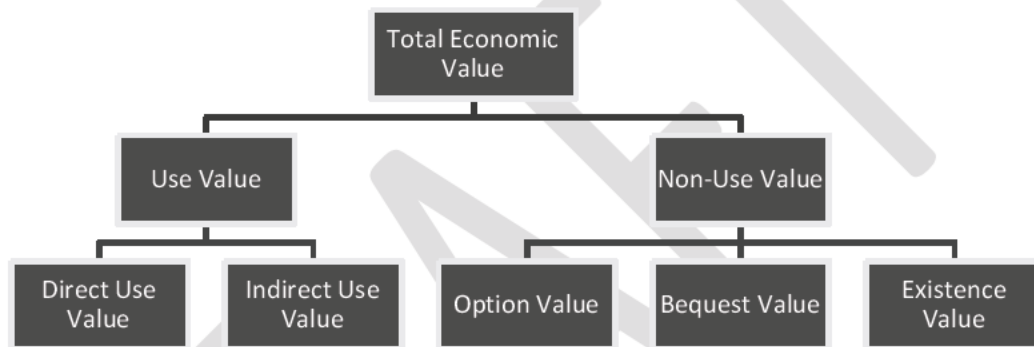 Total Economic
Value
Use Value
Non-Use Value
Direct Use
Value
Indirect Use
Value
Option Value
Bequest Value
Existence
Value